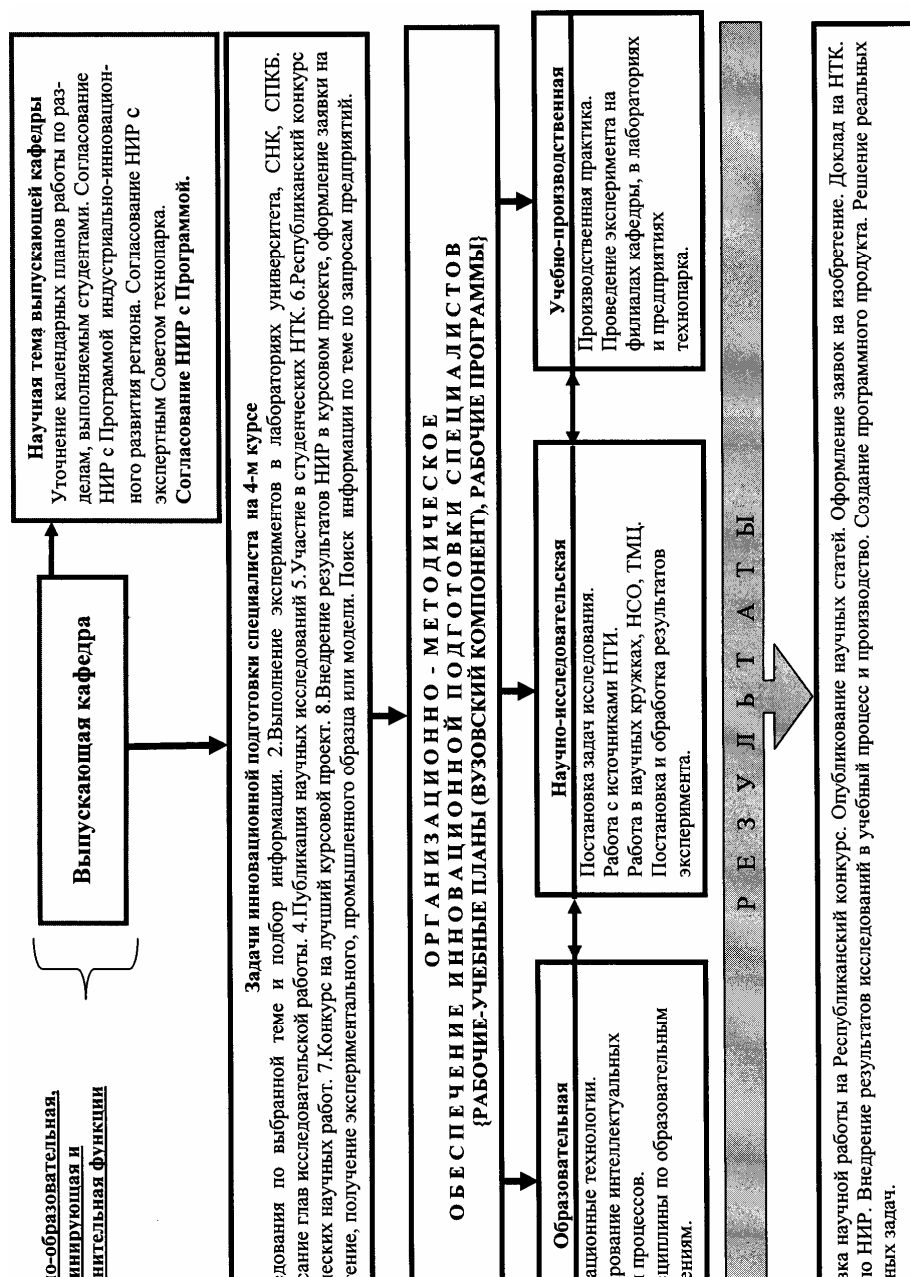 но-образовательная,
инирующая и
нительная функции
Выпускающая кафедра
Научная тема выпускающей кафедры
Уточнение календарных планов работы по раз-
делам, выполняемым студентами. Согласование
НИР с Программой индустриально-инновацион-
ного развития региона. Согласование НИР с
экспертным Советом технопарка.
Согласование НИР с Программой.
Задачи инновационной подготовки специалиста на 4-м курсе
едования по выбранной теме и подбор информации. 2.Выполнение экспериментов в лабораториях университета, СНК, СПКБ.
сание глав исследовательской работы. 4.Публикация научных исследований 5.Участие в студенческих НТК. 6.Республиканский конкурс
еских научных работ. 7.Конкурс на лучший курсовой проект. 8.Внедрение результатов НИР в курсовом проекте, оформление заявки на
тение, получение экспериментального, промышленного образца или модели. Поиск информации по теме по запросам предприятий.
ОРГАНИЗАЦИОННО - МЕТОДИЧЕСКОЕ
ОБЕСПЕЧЕНИЕ ИННОВАЦИОННОЙ ПОДГОТОВКИ СПЕЦИАЛИСТОВ
{РАБОЧИЕ-УЧЕБНЫЕ ПЛАНЫ (ВУЗОВСКИЙ КОМПОНЕНТ), РАБОЧИЕ ПРОГРАММЫ}
Образовательная
ационные технологии.
рование интеллектуальных
процессов.
циплины по образовательным
ениям.
Научно-исследовательская
Постановка задач исследования.
Работа с источниками НТИ.
Работа в научных кружках, НСО, ТМЦ.
Постановка и обработка результатов
эксперимента.
Учебно-производственная
Производственная практика.
Проведение эксперимента на
филиалах кафедры, в лабораториях
и предприятиях
технопарка.
РЕЗУЛЬТАТЫ
вка научной работы на Республиканский конкурс. Опубликование научных статей. Оформление заявок на изобретение. Доклад на НТК.
по НИР. Внедрение результатов исследований в учебный процесс и производство. Создание программного продукта. Решение реальных
ных задач.